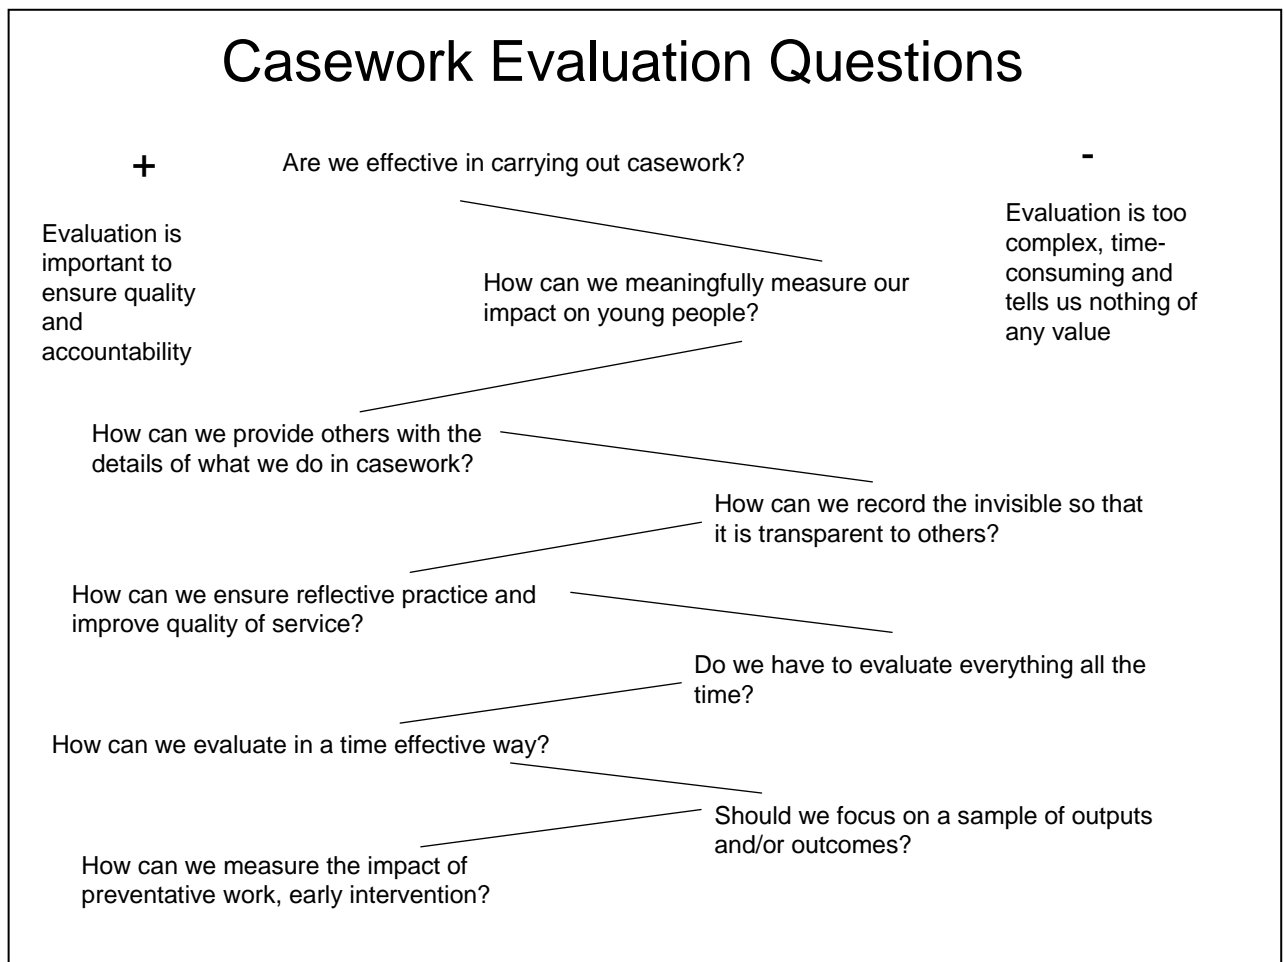 Casework Evaluation Questions
+
Are we effective in carrying out casework?
-
Evaluation is
important to
ensure quality
and
accountability
Evaluation is too
complex, time-
consuming and
tells us nothing of
any value
How can we meaningfully measure our
impact on young people?
How can we provide others with the
details of what we do in casework?
How can we record the invisible so that
it is transparent to others?
How can we ensure reflective practice and
improve quality of service?
Do we have to evaluate everything all the
time?
How can we evaluate in a time effective way?
Should we focus on a sample of outputs
and/or outcomes?
How can we measure the impact of
preventative work, early intervention?